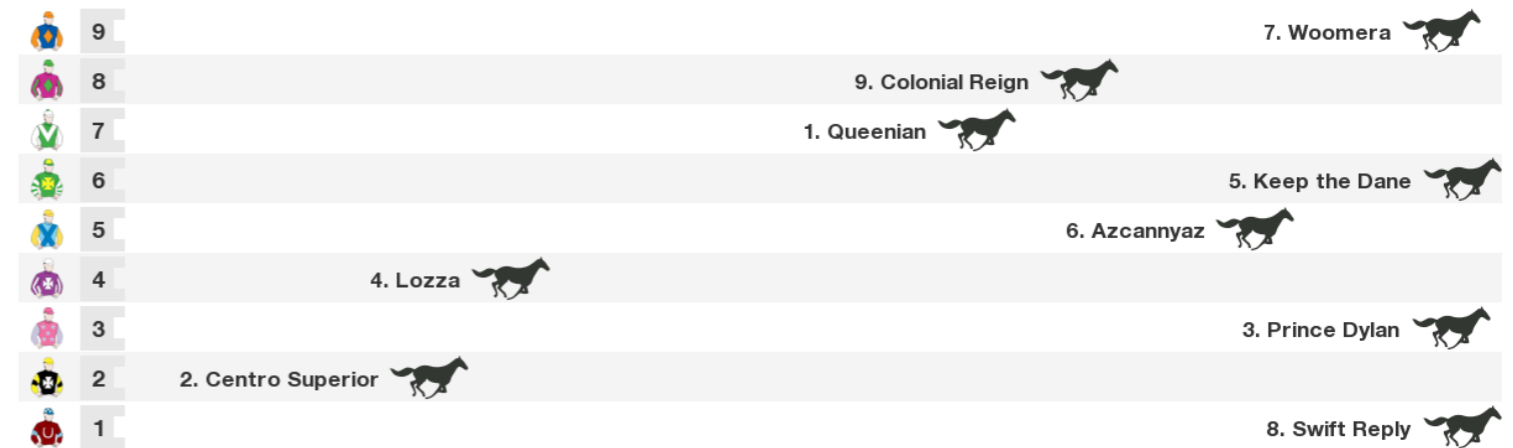 9 7. Woomera
8 9. Colonial Reign
7 1. Queenian
6 5. Keep the Dane
5 6. Azcannyaz
4 4. Lozza
3 3. Prince Dylan
2 2. Centro Superior
1 8. Swift Reply